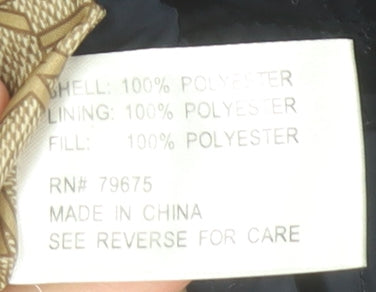 SHELL: 100% POLYESTER
LINING: 100% POLYESTER
FILL: 100% POLYESTER
RN# 79675
MADE IN CHINA
SEE REVERSE FOR CARE